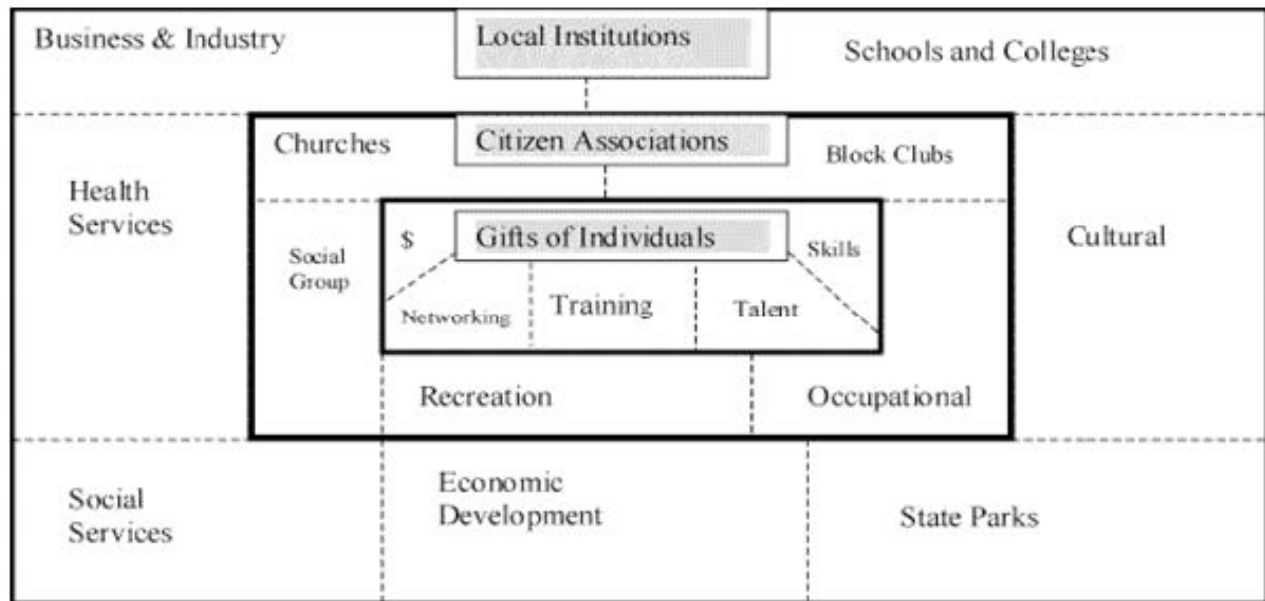 Business & Industry
Local Institutions
Schools and Colleges
Churches
Citizen Associations
Block Clubs
Health
Services
Cultural
Social
Group
$
Gifts of Individuals
Skills
Networking
Training
Talent
Recreation
Occupational
Social
Services
Economic
Development
State Parks